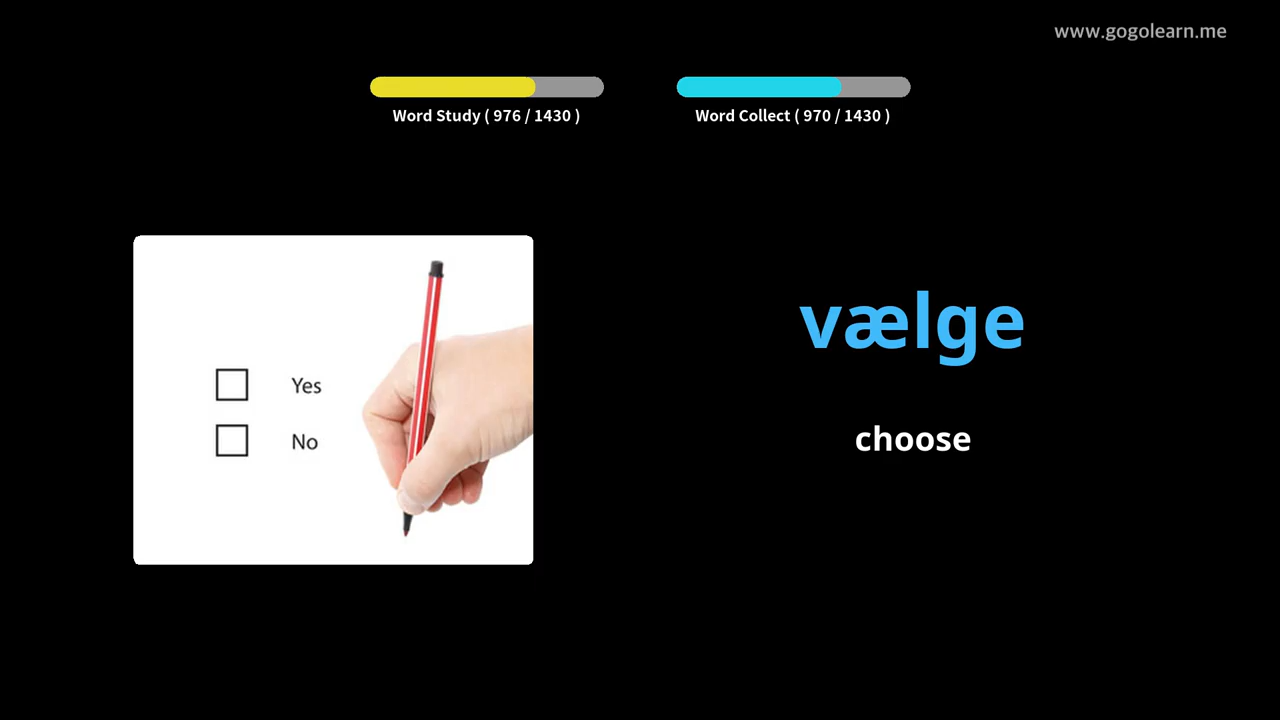 www.gogolearn.me
Word Study ( 976 / 1430 )
Word Collect ( 970 / 1430 )
Yes
No
vælge
choose